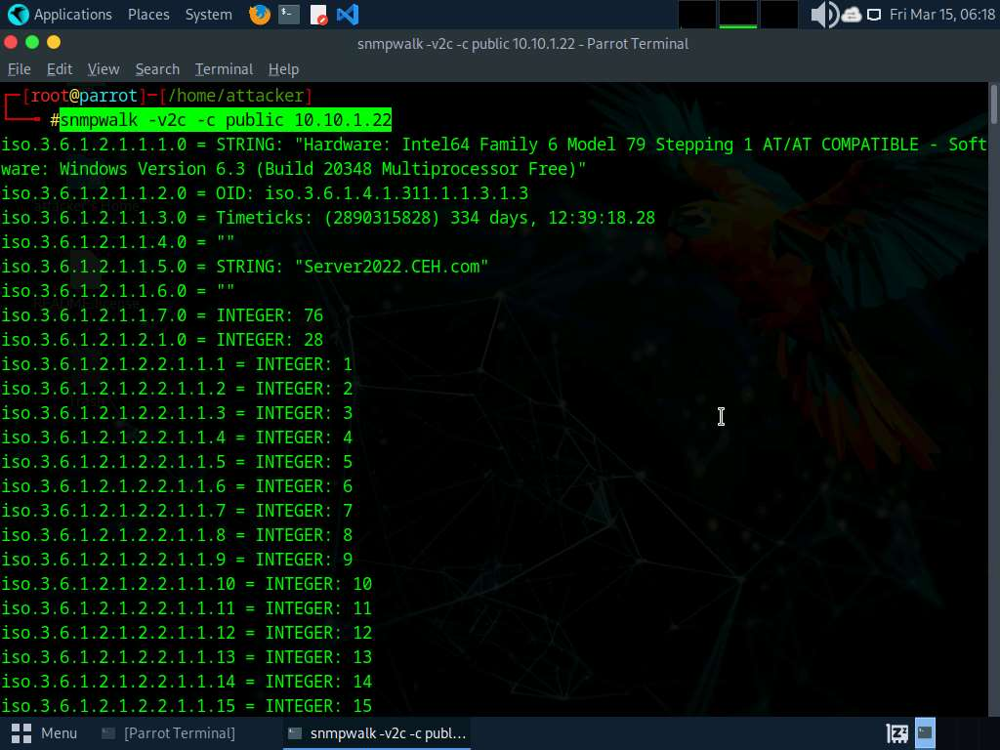 Applications Places System Fri Mar 15, 06:18
snmpwalk -v2c -c public 10.10.1.22 - Parrot Terminal
File Edit View Search Terminal Help
[root@parrot]─[/home/attacker]
#snmpwalk -v2c -c public 10.10.1.22
iso.3.6.1.2.1.1.1.0 = STRING: "Hardware: Intel64 Family 6 Model 79 Stepping 1 AT/AT COMPATIBLE - Soft
ware: Windows Version 6.3 (Build 20348 Multiprocessor Free)"
iso.3.6.1.2.1.1.2.0 = OID: iso.3.6.1.4.1.311.1.1.3.1.3
iso.3.6.1.2.1.1.3.0 = Timeticks: (2890315828) 334 days, 12:39:18.28
iso.3.6.1.2.1.1.4.0 = ""
iso.3.6.1.2.1.1.5.0 = STRING: "Server2022.CEH.com"
iso.3.6.1.2.1.1.6.0 = ""
iso.3.6.1.2.1.1.7.0 = INTEGER: 76
iso.3.6.1.2.1.2.1.0 = INTEGER: 28
iso.3.6.1.2.1.2.2.1.1.1 = INTEGER: 1
iso.3.6.1.2.1.2.2.1.1.2 = INTEGER: 2
iso.3.6.1.2.1.2.2.1.1.3 = INTEGER: 3
iso.3.6.1.2.1.2.2.1.1.4 = INTEGER: 4
iso.3.6.1.2.1.2.2.1.1.5 = INTEGER: 5
iso.3.6.1.2.1.2.2.1.1.6 = INTEGER: 6
iso.3.6.1.2.1.2.2.1.1.7 = INTEGER: 7
iso.3.6.1.2.1.2.2.1.1.8 = INTEGER: 8
iso.3.6.1.2.1.2.2.1.1.9 = INTEGER: 9
iso.3.6.1.2.1.2.2.1.1.10 = INTEGER: 10
iso.3.6.1.2.1.2.2.1.1.11 = INTEGER: 11
iso.3.6.1.2.1.2.2.1.1.12 = INTEGER: 12
iso.3.6.1.2.1.2.2.1.1.13 = INTEGER: 13
iso.3.6.1.2.1.2.2.1.1.14 = INTEGER: 14
iso.3.6.1.2.1.2.2.1.1.15 = INTEGER: 15
Menu [Parrot Terminal] snmpwalk -v2c -c publ...